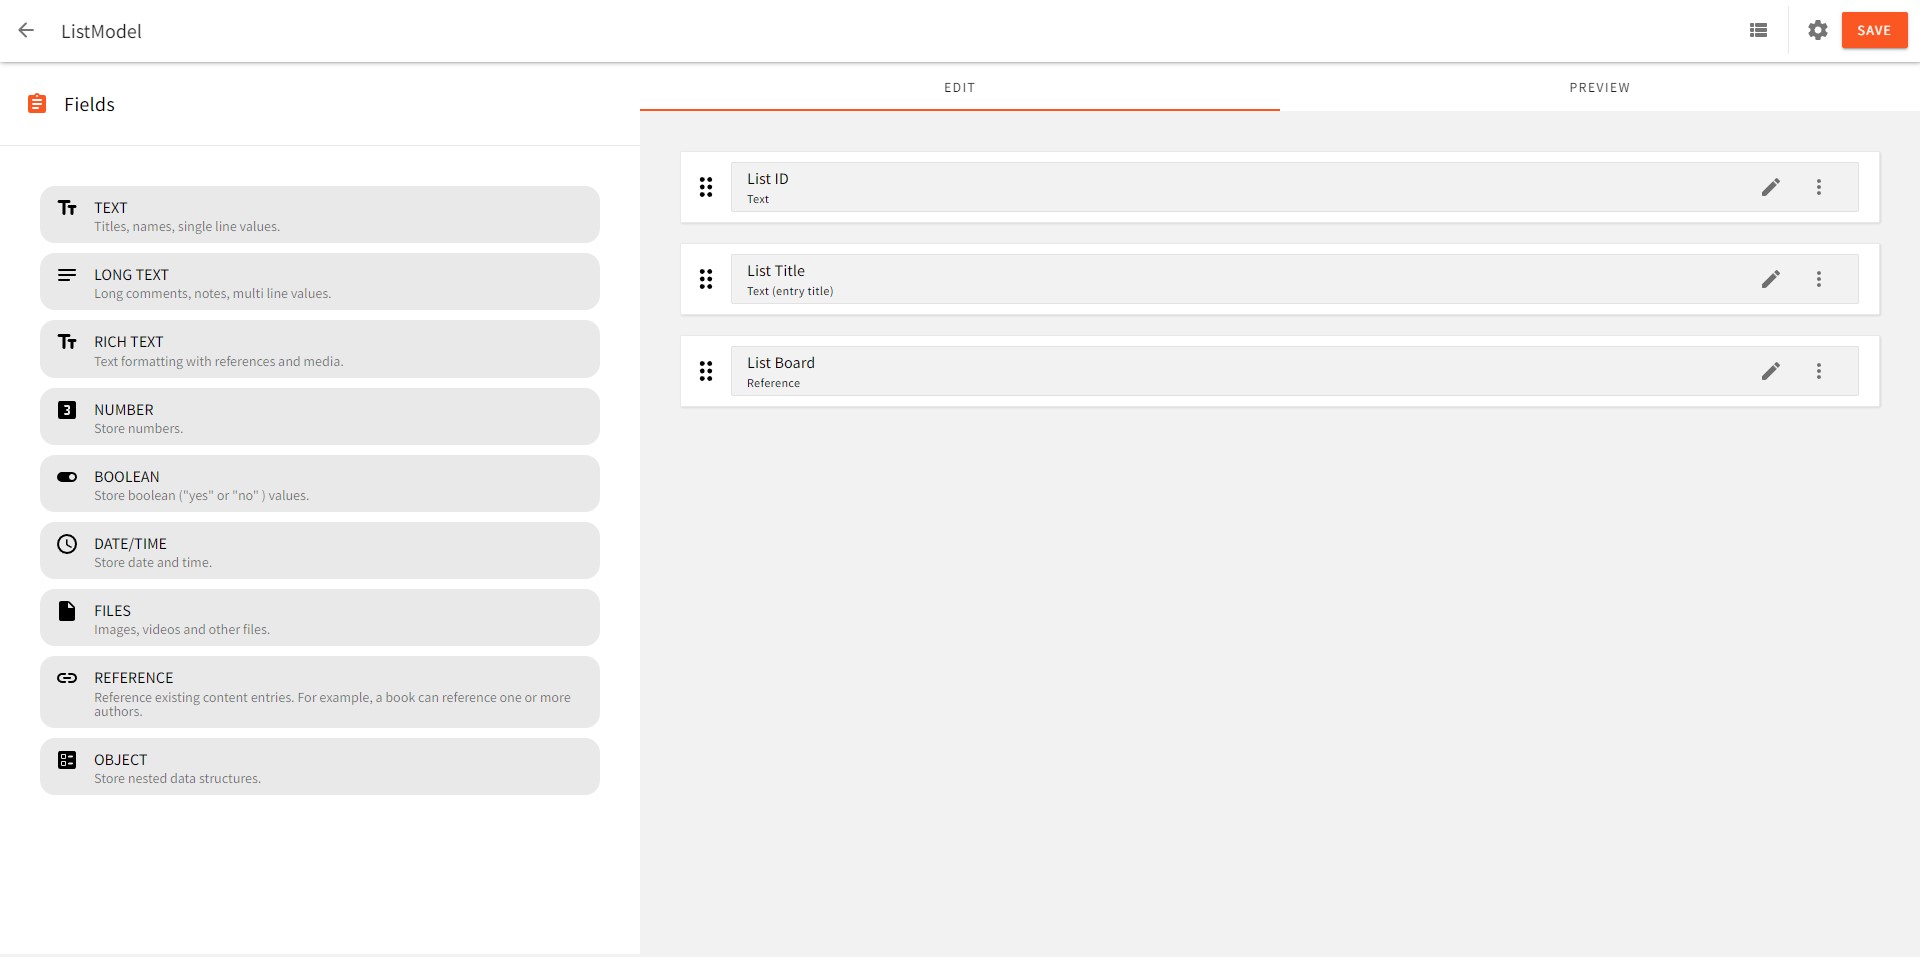 ListModel
SAVE
Fields
EDIT
PREVIEW
TEXT
Titles, names, single line values.
LONG TEXT
Long comments, notes, multi line values.
RICH TEXT
Text formatting with references and media.
3
NUMBER
Store numbers.
BOOLEAN
Store boolean ("yes" or "no" ) values.
DATE/TIME
Store date and time.
FILES
Images, videos and other files.
REFERENCE
Reference existing content entries. For example, a book can reference one or more
authors.
OBJECT
Store nested data structures.
List ID
Text
List Title
Text (entry title)
List Board
Reference